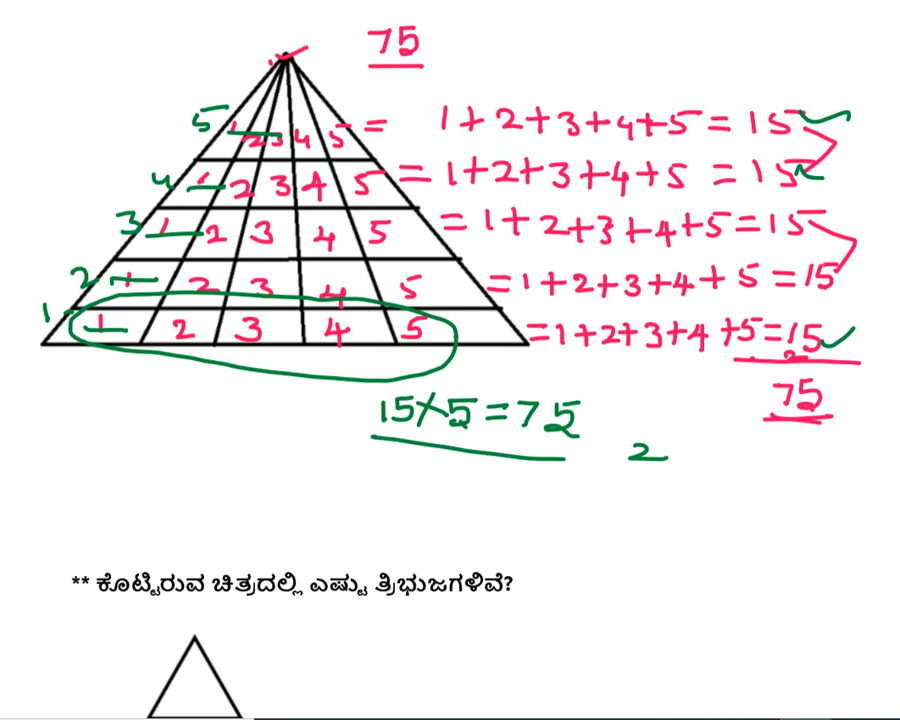 75
5 1 2 3 4 5 = 1+2+3+4+5=15
4 1 2 3 4 5 = 1+2+3+4+5 =15
3 1 2 3 4 5 =1+2+3+4+5=15
2 1 2 3 4 5 =1+2+3+4+ 5=15
1 1 2 3 4 5 =1+2+3+4 +5=15
2
75
15×5=75
2
** ಕೊಟ್ಟಿರುವ ಚಿತ್ರದಲ್ಲಿ ಎಷ್ಟು ತ್ರಿಭುಜಗಳಿವೆ?